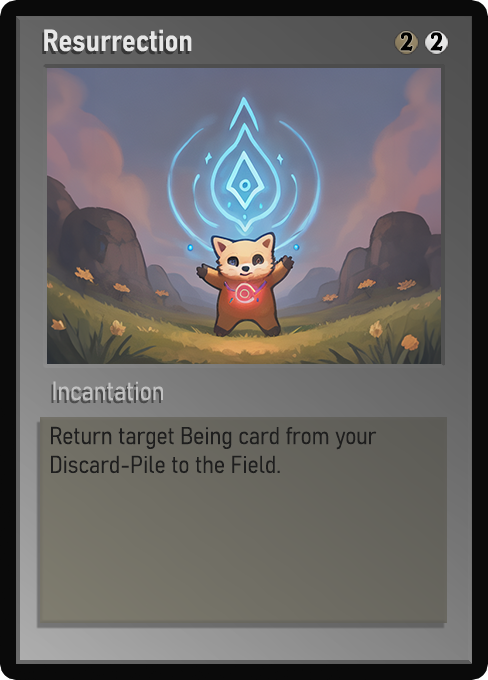 Resurrection 2 2
Incantation
Return target Being card from your
Discard-Pile to the Field.